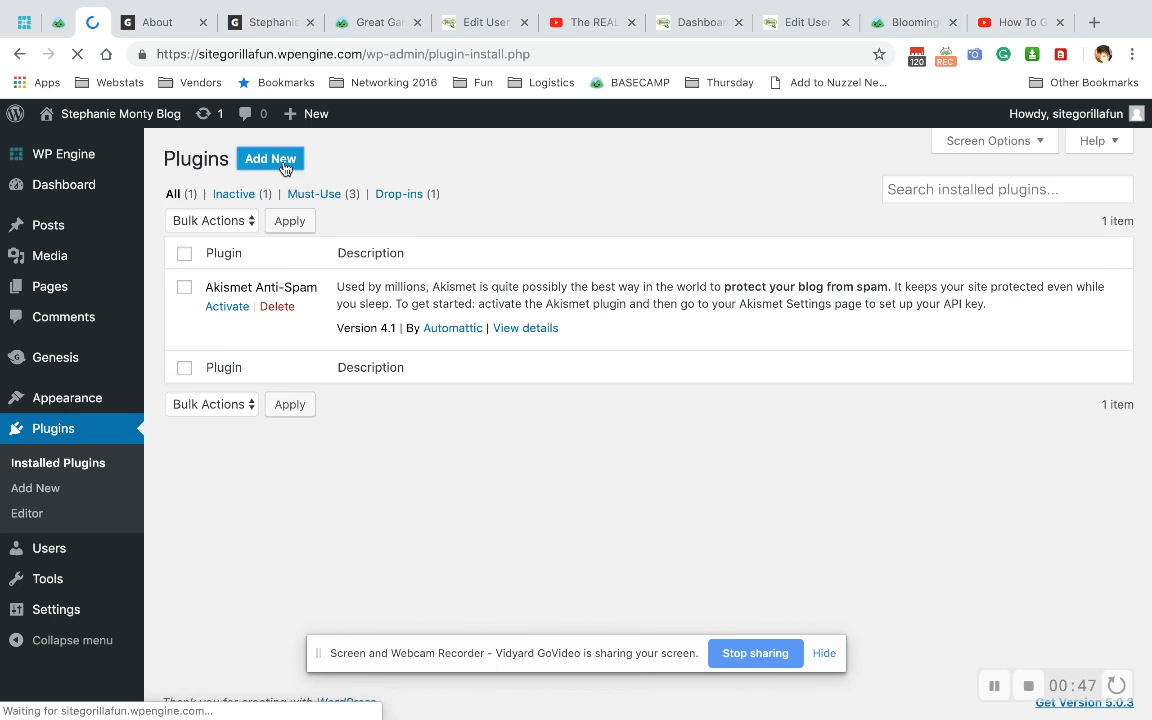 About
Stephanie
Great Gar
Edit User
The REAL
Dashboar
Edit User
Blooming
How To G
https://sitegorillafun.wpengine.com/wp-admin/plugin-install.php
120
REC
Apps
Webstats
Vendors
Bookmarks
Networking 2016
Fun
Logistics
BASECAMP
Thursday
Add to Nuzzel Ne...
Other Bookmarks
Stephanie Monty Blog
1
0
New
Howdy, sitegorillafun
WP Engine
Dashboard
Posts
Media
Pages
Comments
Genesis
Appearance
Plugins
Installed Plugins
Add New
Editor
Users
Tools
Settings
Collapse menu
Screen Options
Help
Plugins Add New
All (1) | Inactive (1) | Must-Use (3) | Drop-ins (1)
Search installed plugins...
Bulk Actions Apply
1 item
Plugin Description
Akismet Anti-Spam
Activate | Delete
Used by millions, Akismet is quite possibly the best way in the world to protect your blog from spam. It keeps your site protected even while
you sleep. To get started: activate the Akismet plugin and then go to your Akismet Settings page to set up your API key.
Version 4.1 | By Automattic | View details
Plugin Description
Bulk Actions Apply
1 item
Screen and Webcam Recorder - Vidyard GoVideo is sharing your screen.
Stop sharing
Hide
00:47
Thank you for creating with WordPress.
Get Version 5.0.3
Waiting for sitegorillafun.wpengine.com...